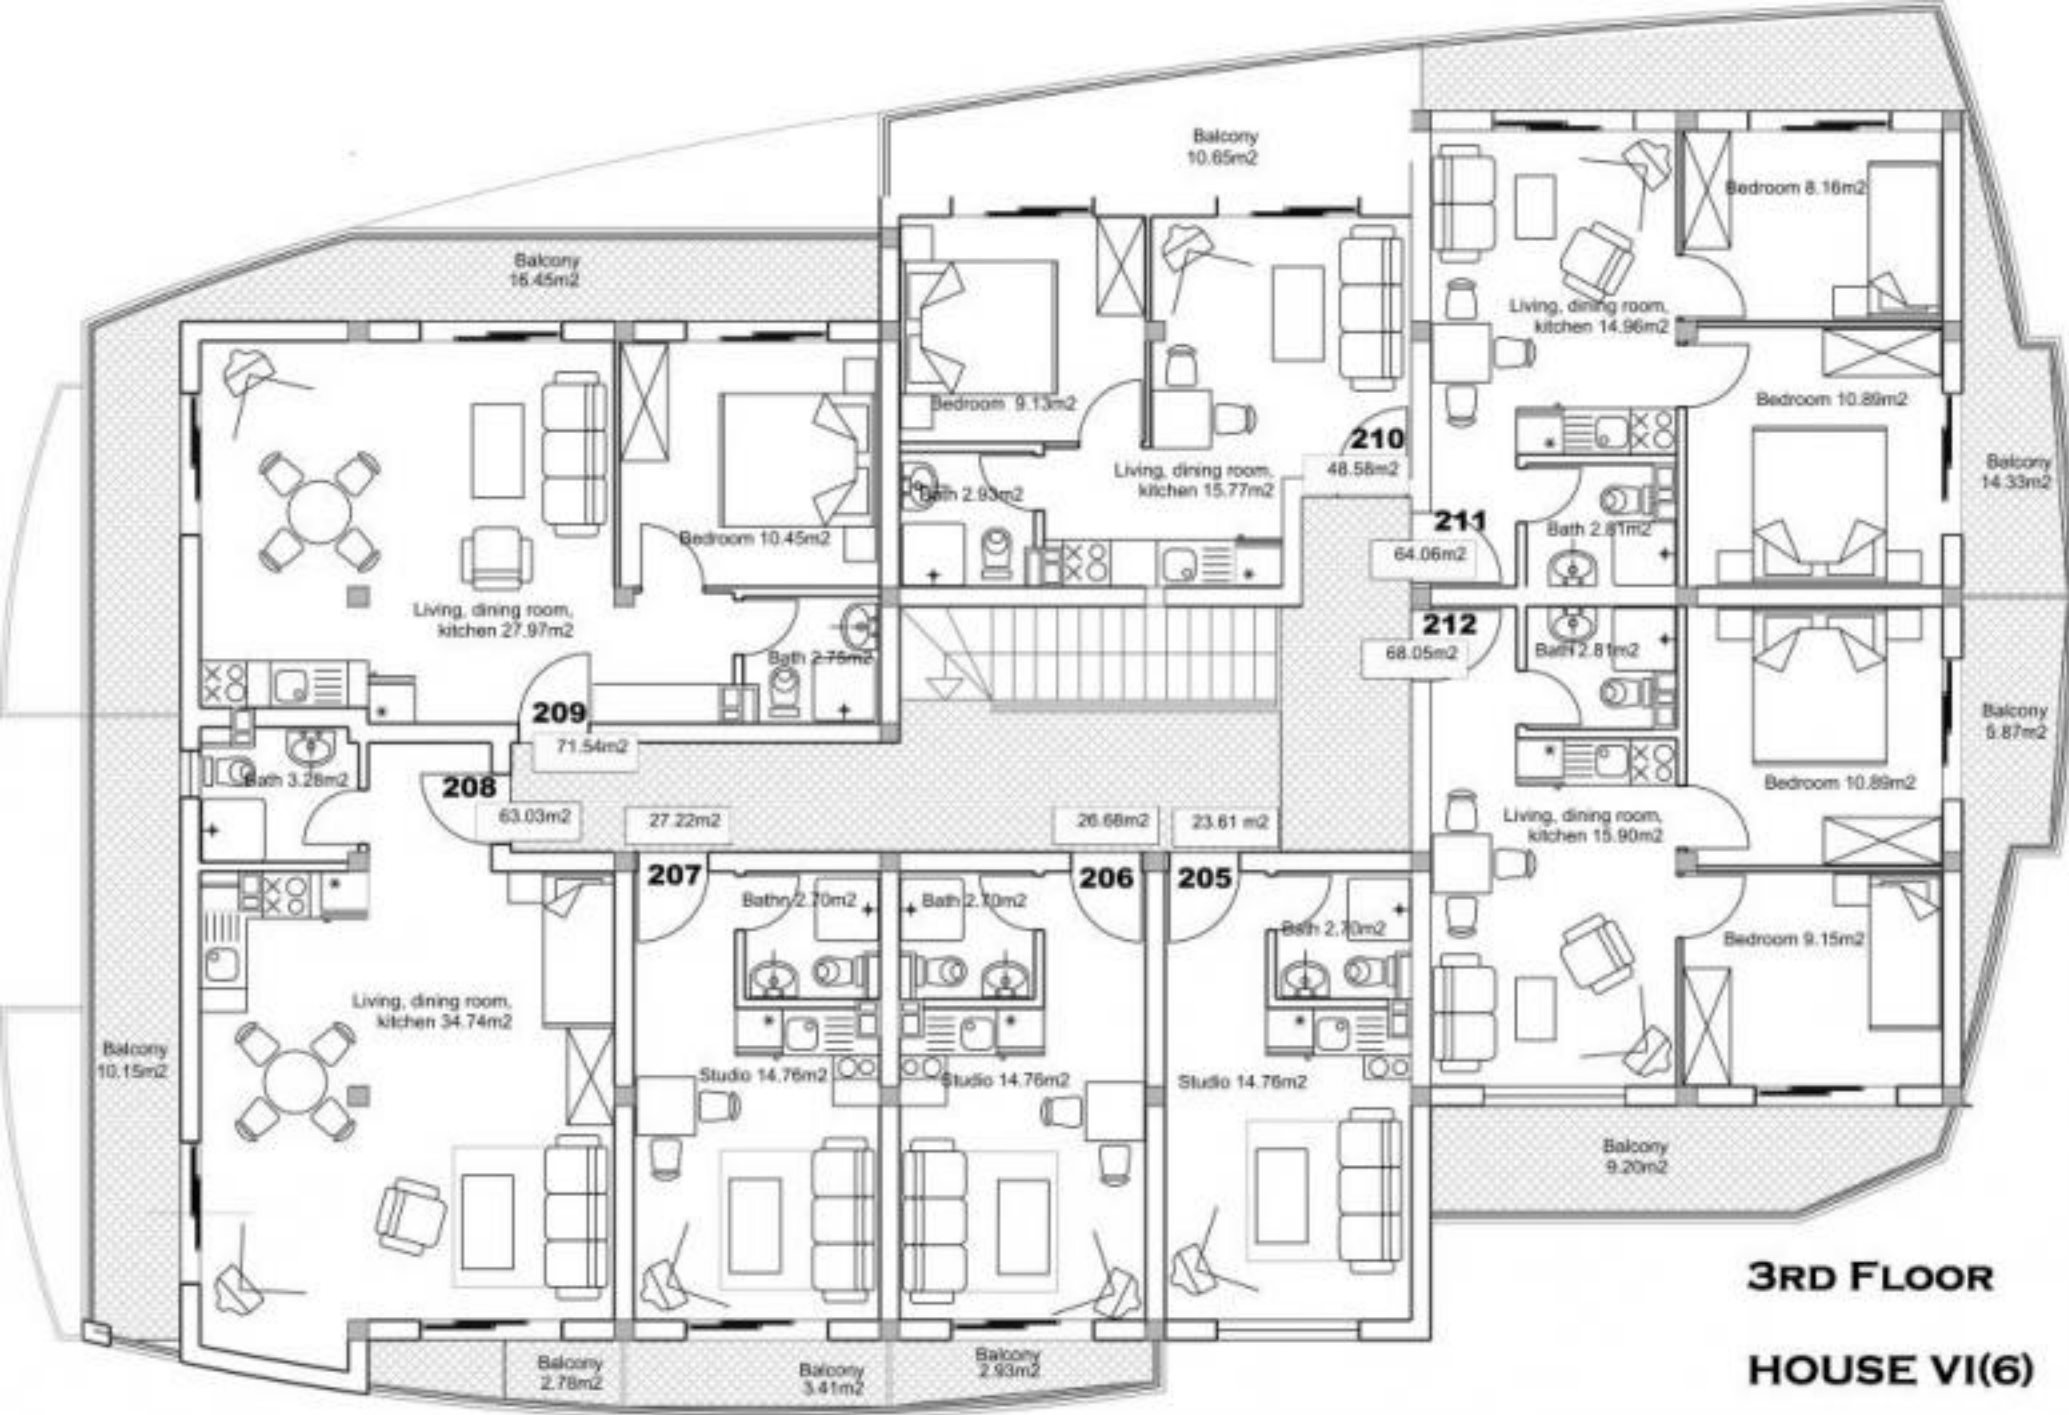 Balcony
10.65m2
Bedroom 8.16m2
Balcony
16.45m2
Living, dining room,
kitchen 14.96m2
Bedroom 9.13m2
Bedroom 10.89m2
210
48.58m2
Living, dining room,
kitchen 15.77m2
Bath 2.93m2
Balcony
14.33m2
211
64.06m2
Bath 2.81m2
Bedroom 10.45m2
Living, dining room,
kitchen 27.97m2
212
68.05m2
Bath 2.81m2
Bath 2.75m2
209
71.54m2
Balcony
5.87m2
Bath 3.28m2
208
63.03m2
27.22m2
26.68m2
23.61 m2
Bedroom 10.89m2
Living, dining room,
kitchen 15.90m2
207
206
205
Bathn 2.70m2
Bath 2.70m2
Bath 2.70m2
Bedroom 9.15m2
Living, dining room,
kitchen 34.74m2
Balcony
10.15m2
Studio 14.76m2
Studio 14.76m2
Studio 14.76m2
Balcony
9.20m2
3RD FLOOR
HOUSE VI(6)
Balcony
2.78m2
Balcony
3.41m2
Balcony
2.93m2